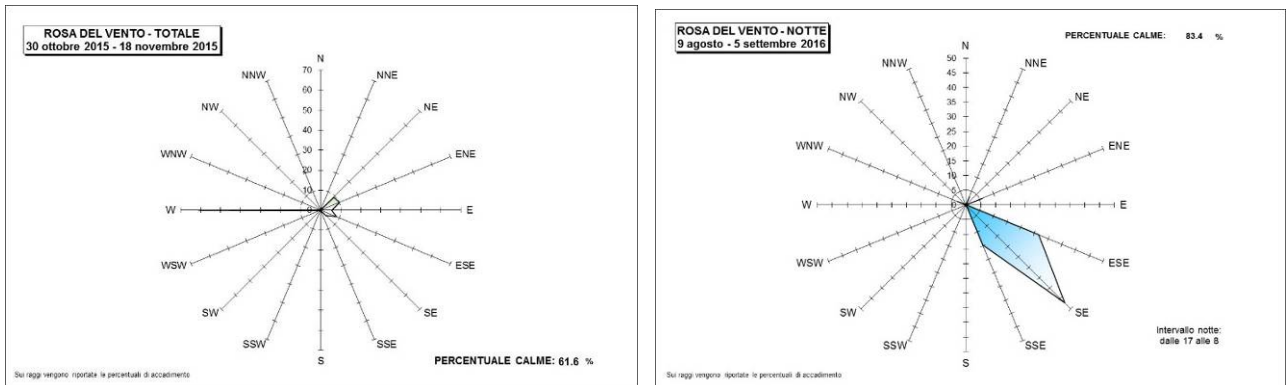 ROSA DEL VENTO - TOTALE
30 ottobre 2015 - 18 novembre 2015
N
NNW
NNE
NW
NE
WNW
ENE
W
E
WSW
ESE
SW
SE
SSW
SSE
S
70
60
50
40
30
20
10
0
PERCENTUALE CALME: 61.6 %
Sui raggi vengono riportate le percentuali di accadimento
ROSA DEL VENTO - NOTTE
9 agosto - 5 settembre 2016
PERCENTUALE CALME: 83.4 %
N
NNW
NNE
NW
NE
WNW
ENE
W
E
WSW
ESE
SW
SE
SSW
SSE
S
50
45
40
35
30
25
20
15
10
5
0
Intervallo notte:
dalle 17 alle 8
Sui raggi vengono riportate le percentuali di accadimento